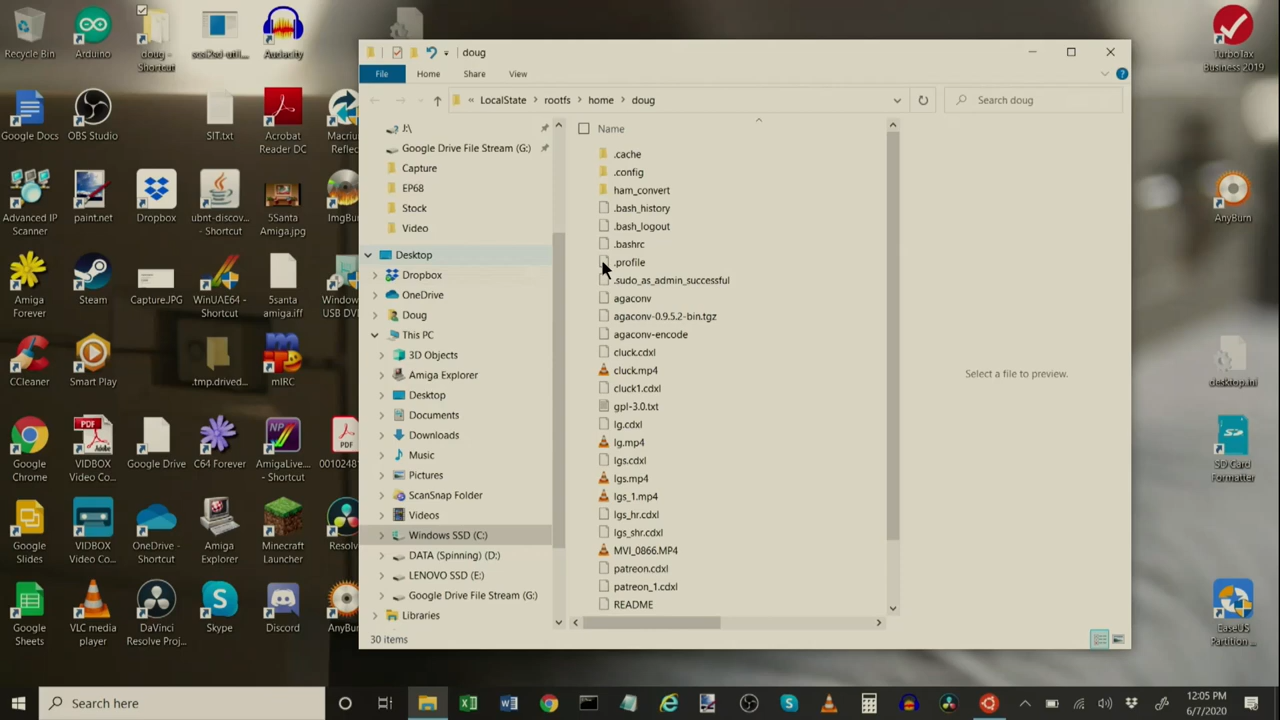 Recycle Bin
Arduino
doug -
Shortcut
scsi2sd-util...
Audacity
TurboTax
Business 2019
Google Docs
OBS Studio
SIT.txt
Acrobat
Reader DC
Macrium
Reflec
Advanced IP
Scanner
paint.net
Dropbox
ubnt-discov...
- Shortcut
5Santa
Amiga.jpg
ImgBur
AnyBurn
Amiga
Forever
Steam
CaptureJPG
WinUAE64 -
Shortcut
5santa
amiga.iff
Window
USB DV
CCleaner
Smart Play
.tmp.drived...
mIRC
desktop.ini
Google
Chrome
VIDBOX
Video Co...
Google Drive
C64 Forever
AmigaLive...
- Shortcut
0010248
SD Card
Formatter
Google
Slides
VIDBOX
Video Co...
OneDrive -
Shortcut
Amiga
Explorer
Minecraft
Launcher
Resolv
Google
Sheets
VLC media
player
DaVinci
Resolve Proj...
Skype
Discord
AnyBu
EaseUS
Partition ...
doug
File
Home
Share
View
« LocalState > rootfs > home > doug
Search doug
J:\
Google Drive File Stream (G:)
Capture
EP68
Stock
Video
Desktop
Dropbox
OneDrive
Doug
This PC
3D Objects
Amiga Explorer
Desktop
Documents
Downloads
Music
Pictures
ScanSnap Folder
Videos
Windows SSD (C:)
DATA (Spinning) (D:)
LENOVO SSD (E:)
Google Drive File Stream (G:)
Libraries
Name
.cache
.config
ham_convert
.bash_history
.bash_logout
.bashrc
.profile
.sudo_as_admin_successful
agaconv
agaconv-0.9.5.2-bin.tgz
agaconv-encode
cluck.cdxl
cluck.mp4
cluck1.cdxl
gpl-3.0.txt
lg.cdxl
lg.mp4
lgs.cdxl
lgs.mp4
lgs_1.mp4
lgs_hr.cdxl
lgs_shr.cdxl
MVI_0866.MP4
patreon.cdxl
patreon_1.cdxl
README
Select a file to preview.
30 items
Search here
12:05 PM
6/7/2020